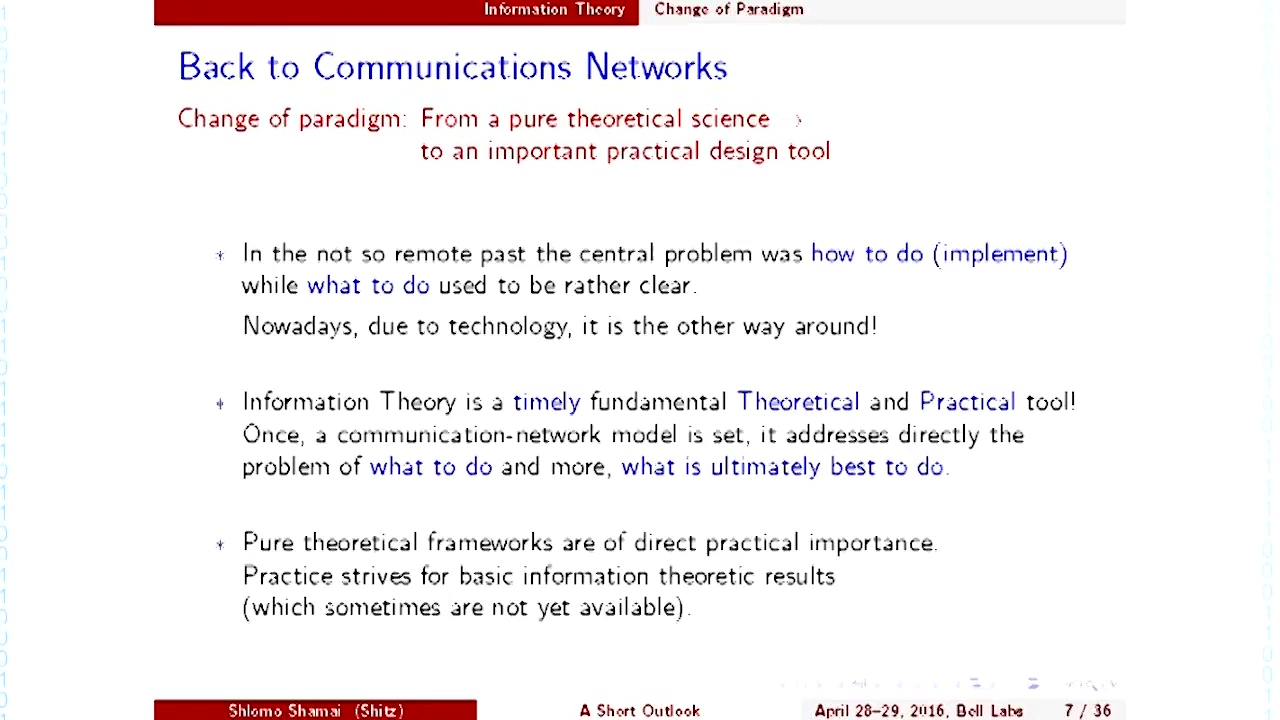 Information Theory Change of Paradigm
Back to Communications Networks
Change of paradigm: From a pure theoretical science
to an important practical design tool
* In the not so remote past the central problem was how to do (implement)
while what to do used to be rather clear.
Nowadays, due to technology, it is the other way around!
* Information Theory is a timely fundamental Theoretical and Practical tool!
Once, a communication-network model is set, it addresses directly the
problem of what to do and more, what is ultimately best to do.
* Pure theoretical frameworks are of direct practical importance.
Practice strives for basic information theoretic results
(which sometimes are not yet available).
Shlomo Shamai (Shitz) A Short Outlook April 28–29, 2016, Bell Labs 7 / 36